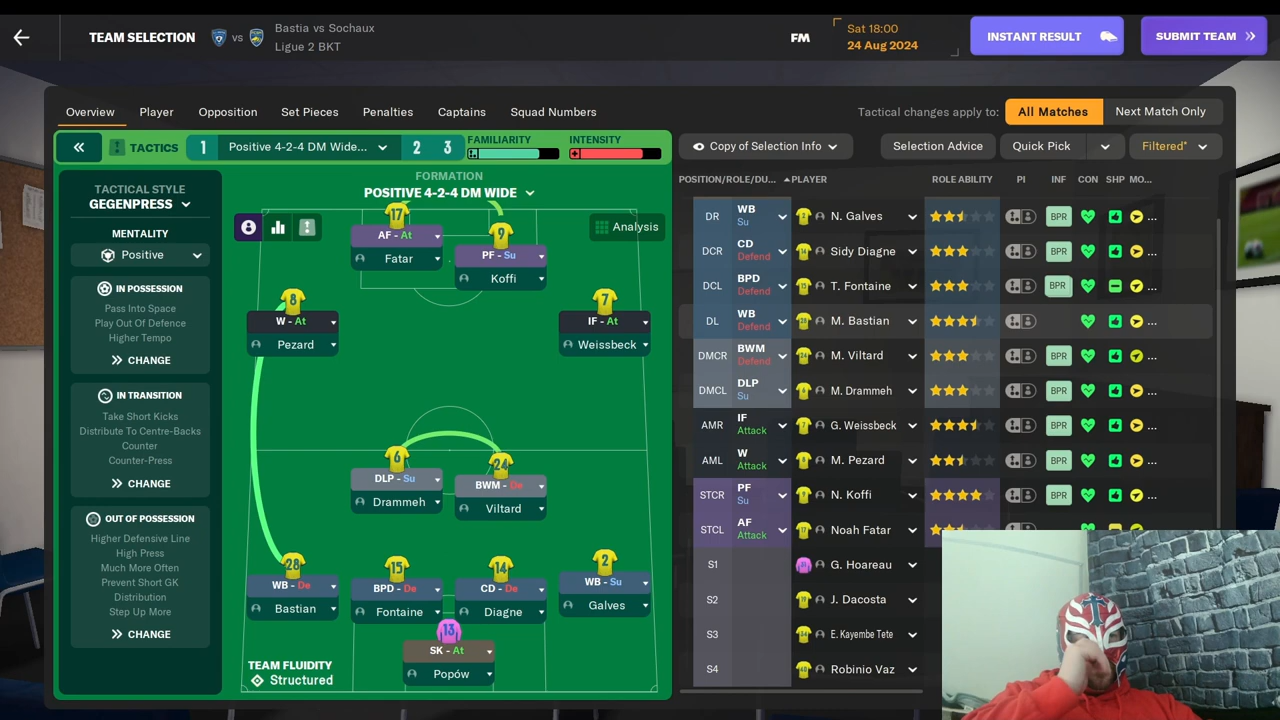 TEAM SELECTION
vs
Bastia vs Sochaux
Ligue 2 BKT
FM
Sat 18:00
24 Aug 2024
INSTANT RESULT
SUBMIT TEAM
Overview
Player
Opposition
Set Pieces
Penalties
Captains
Squad Numbers
Tactical changes apply to:
All Matches
Next Match Only
TACTICS
1
Positive 4-2-4 DM Wide...
2
3
FAMILIARITY
INTENSITY
Copy of Selection Info
Selection Advice
Quick Pick
Filtered*
TACTICAL STYLE
GEGENPRESS
MENTALITY
Positive
IN POSSESSION
Pass Into Space
Play Out Of Defence
Higher Tempo
CHANGE
IN TRANSITION
Take Short Kicks
Distribute To Centre-Backs
Counter
Counter-Press
CHANGE
OUT OF POSSESSION
Higher Defensive Line
High Press
Much More Often
Prevent Short GK
Distribution
Step Up More
CHANGE
FORMATION
POSITIVE 4-2-4 DM WIDE
Analysis
17
AF - At
Fatar
9
PF - Su
Koffi
8
W - At
Pezard
7
IF - At
Weissbeck
6
DLP - Su
Drammeh
24
BWM - De
Viltard
28
WB - De
Bastian
15
BPD - De
Fontaine
14
CD - De
Diagne
2
WB - Su
Galves
13
SK - At
Popów
TEAM FLUIDITY
Structured
POSITION/ROLE/DU...
PLAYER
ROLE ABILITY
PI
INF
CON
SHP
MO...
DR
WB
Su
N. Galves
BPR
...
DCR
CD
Defend
Sidy Diagne
BPR
...
DCL
BPD
Defend
T. Fontaine
BPR
...
DL
WB
Defend
M. Bastian
...
DMCR
BWM
Defend
M. Viltard
BPR
...
DMCL
DLP
Su
M. Drammeh
BPR
...
AMR
IF
Attack
G. Weissbeck
BPR
...
AML
W
Attack
M. Pezard
BPR
...
STCR
PF
Su
N. Koffi
BPR
...
STCL
AF
Attack
Noah Fatar
...
S1
G. Hoareau
S2
J. Dacosta
S3
E. Kayembe Tete
S4
Robinio Vaz